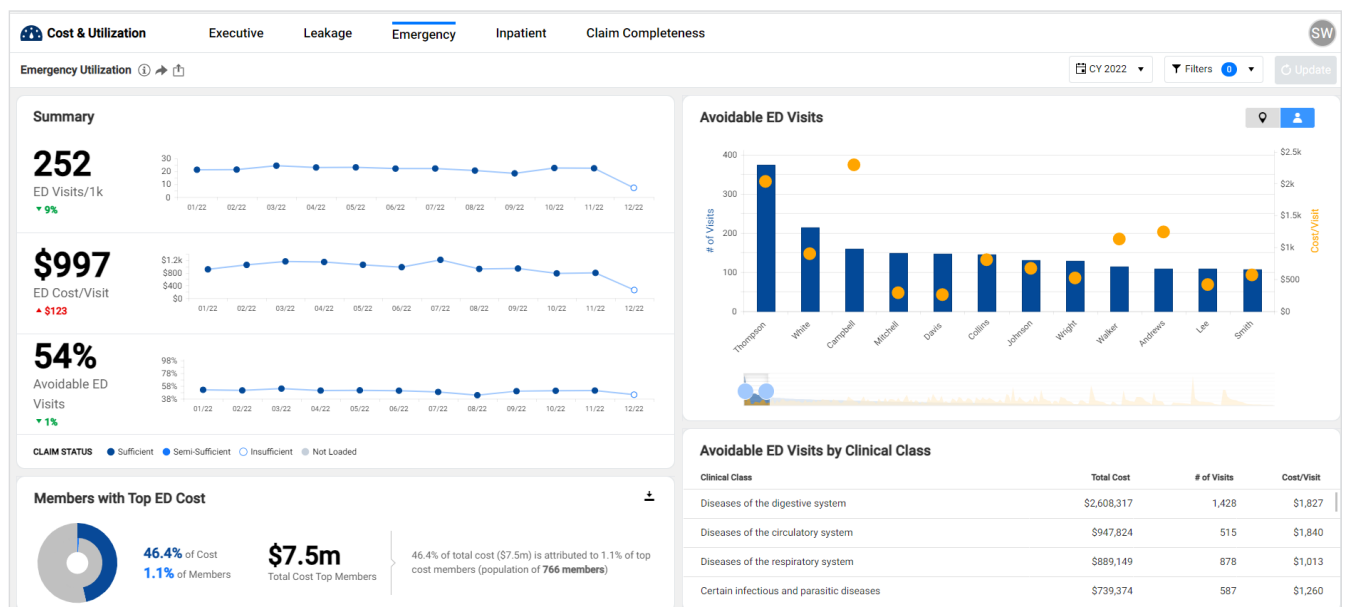 Cost & Utilization Executive Leakage Emergency Inpatient Claim Completeness SW
Emergency Utilization CY 2022 Filters 0 Update
Summary
252
ED Visits/1k
9%
30
20
10
0
01/22 02/22 03/22 04/22 05/22 06/22 07/22 08/22 09/22 10/22 11/22 12/22
$997
ED Cost/Visit
$123
$1.2k
$800
$400
$0
01/22 02/22 03/22 04/22 05/22 06/22 07/22 08/22 09/22 10/22 11/22 12/22
54%
Avoidable ED
Visits
1%
98%
78%
58%
38%
01/22 02/22 03/22 04/22 05/22 06/22 07/22 08/22 09/22 10/22 11/22 12/22
CLAIM STATUS Sufficient Semi-Sufficient Insufficient Not Loaded
Members with Top ED Cost
46.4% of Cost
1.1% of Members
$7.5m
Total Cost Top Members
46.4% of total cost ($7.5m) is attributed to 1.1% of top
cost members (population of 766 members)
Avoidable ED Visits
# of Visits
400
300
200
100
0
$2.5k
$2k
$1.5k
$1k
$500
$0
Cost/Visit
Thompson White Campbell Mitchell Davis Collins Johnson Wright Walker Andrews Lee Smith
Avoidable ED Visits by Clinical Class
Clinical Class Total Cost # of Visits Cost/Visit
Diseases of the digestive system $2,608,317 1,428 $1,827
Diseases of the circulatory system $947,824 515 $1,840
Diseases of the respiratory system $889,149 878 $1,013
Certain infectious and parasitic diseases $739,374 587 $1,260